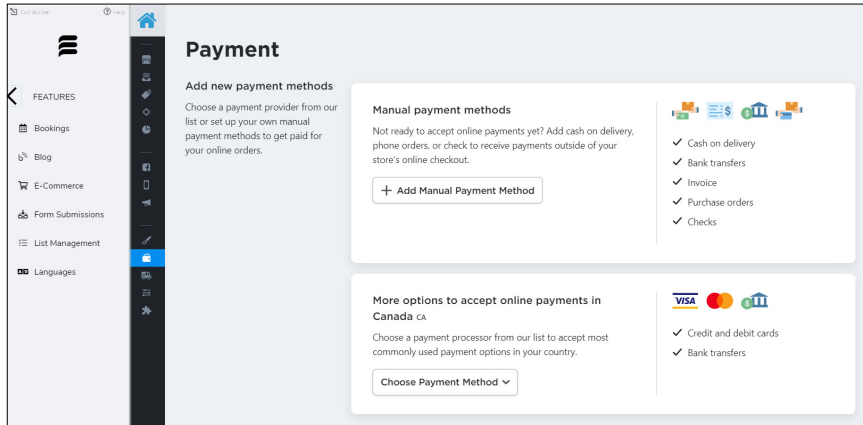 Exit Builder
Help
FEATURES
Bookings
Blog
E-Commerce
Form Submissions
List Management
Languages
Payment
Add new payment methods
Choose a payment provider from our
list or set up your own manual
payment methods to get paid for
your online orders.
Manual payment methods
Not ready to accept online payments yet? Add cash on delivery,
phone orders, or check to receive payments outside of your
store's online checkout.
Add Manual Payment Method
Cash on delivery
Bank transfers
Invoice
Purchase orders
Checks
More options to accept online payments in
Canada CA
Choose a payment processor from our list to accept most
commonly used payment options in your country.
Choose Payment Method
VISA
Credit and debit cards
Bank transfers